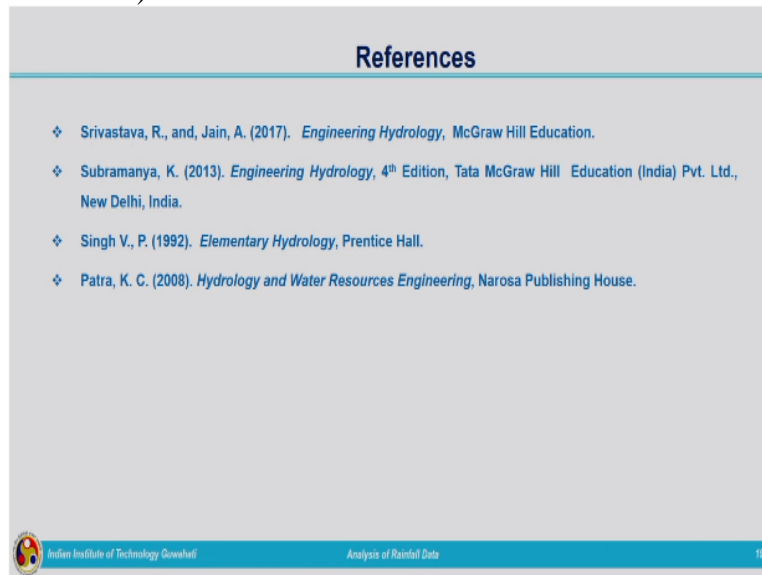 References
❖ Srivastava, R., and, Jain, A. (2017). Engineering Hydrology, McGraw Hill Education.
❖ Subramanya, K. (2013). Engineering Hydrology, 4th Edition, Tata McGraw Hill Education (India) Pvt. Ltd.,
New Delhi, India.
❖ Singh V., P. (1992). Elementary Hydrology, Prentice Hall.
❖ Patra, K. C. (2008). Hydrology and Water Resources Engineering, Narosa Publishing House.
Indian Institute of Technology Guwahati Analysis of Rainfall Data